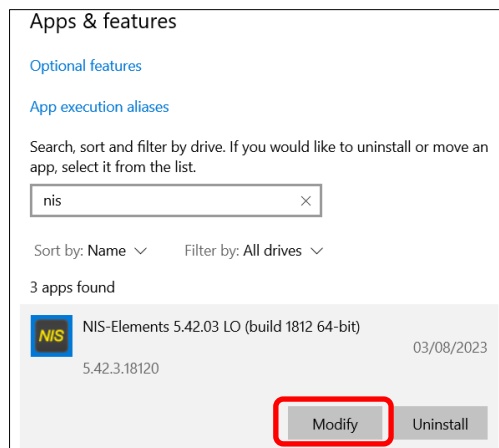 Apps & features
Optional features
App execution aliases
Search, sort and filter by drive. If you would like to uninstall or move an
app, select it from the list.
nis
Sort by: Name Filter by: All drives
3 apps found
NIS NIS-Elements 5.42.03 LO (build 1812 64-bit)
03/08/2023
5.42.3.18120
Modify Uninstall